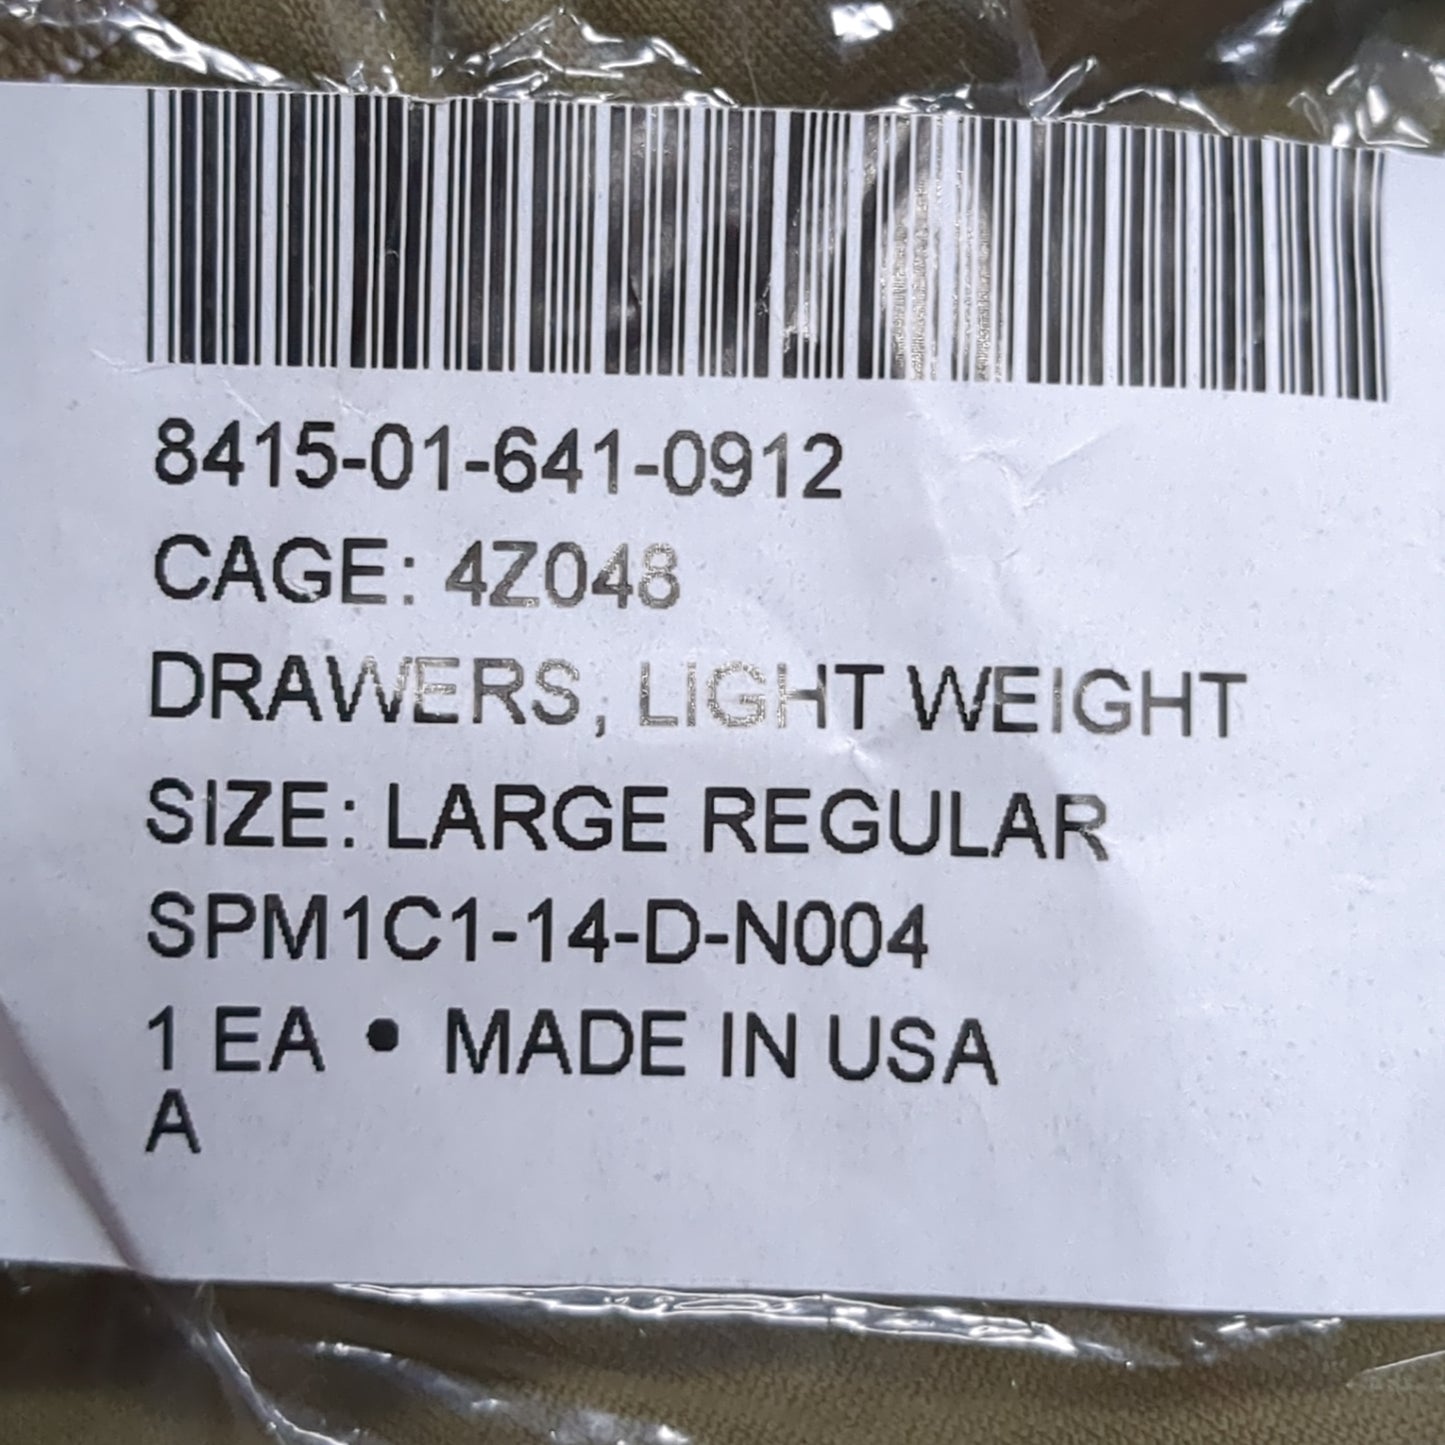 8415-01-641-0912
CAGE: 4Z048
DRAWERS, LIGHT WEIGHT
SIZE: LARGE REGULAR
SPM1C1-14-D-N004
1 EA • MADE IN USA
A